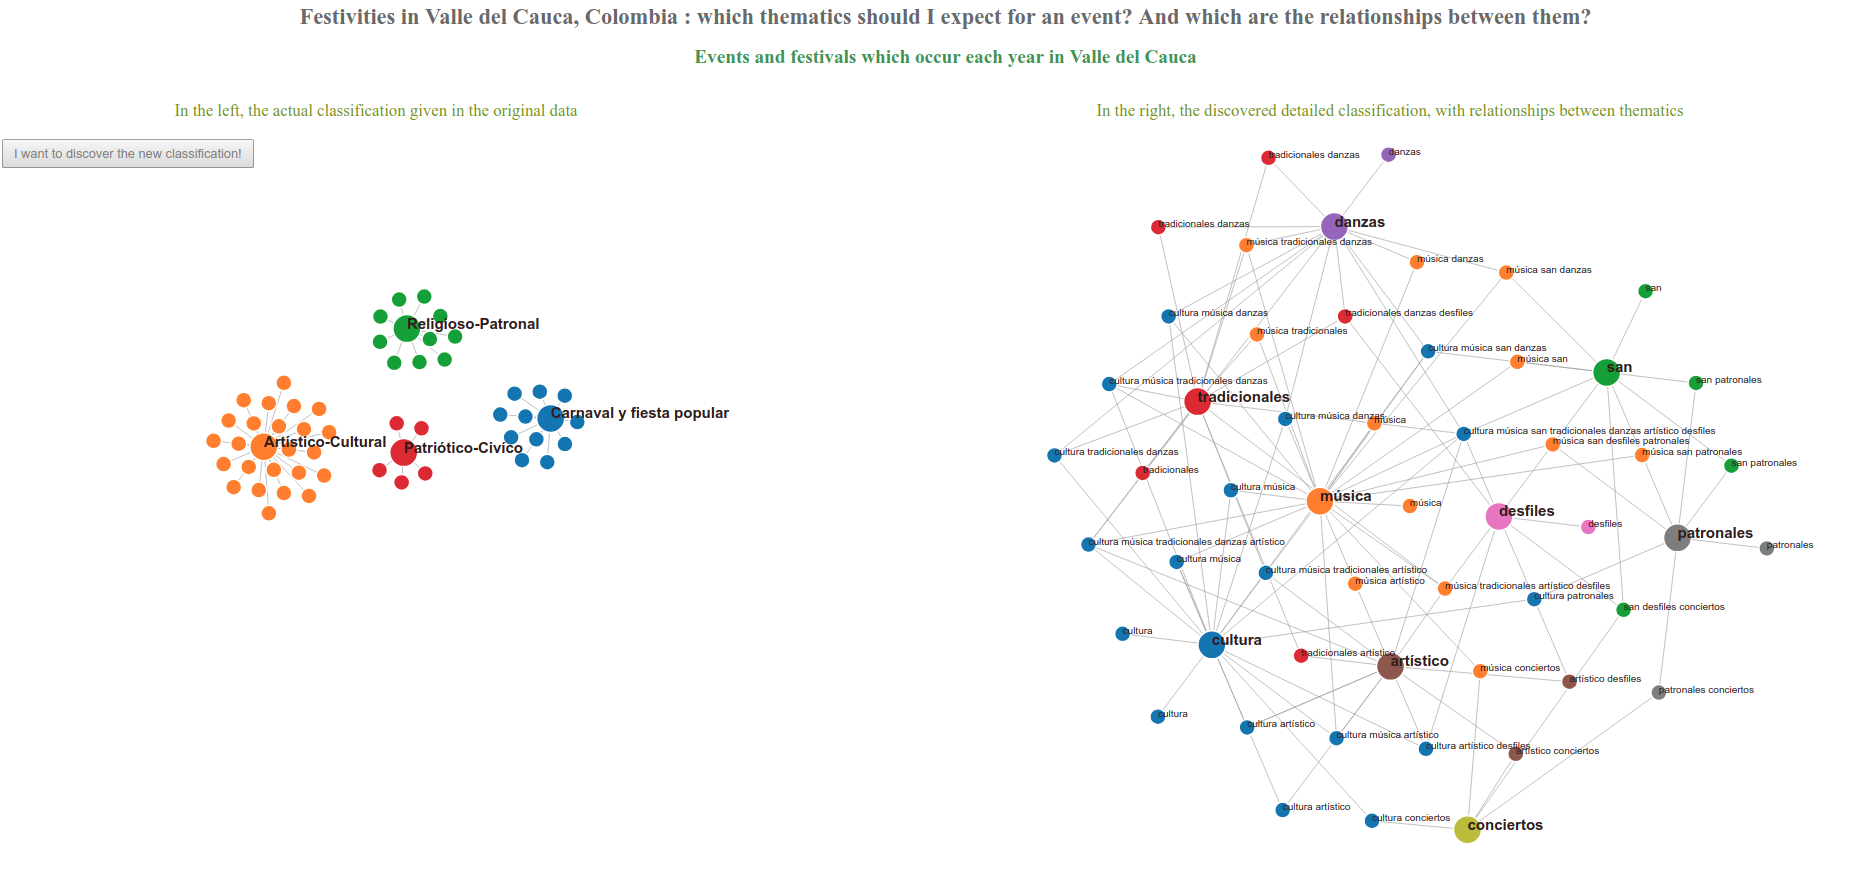 Festivities in Valle del Cauca, Colombia : which thematics should I expect for an event? And which are the relationships between them?
Events and festivals which occur each year in Valle del Cauca
In the left, the actual classification given in the original data
In the right, the discovered detailed classification, with relationships between thematics
I want to discover the new classification!
Religioso-Patronal
Carnaval y fiesta popular
Artístico-Cultural
Patriótico-Civíco
tradicionales danzas
danzas
tradicionales danzas
danzas
música tradicionales danzas
música danzas
música san danzas
san
cultura música danzas
tradicionales danzas desfiles
música tradicionales
cultura música san danzas
música san
san
cultura música tradicionales danzas
san patronales
tradicionales
cultura música danzas
música
cultura música san tradicionales danzas artístico desfiles
música san desfiles patronales
cultura tradicionales danzas
música san patronales
san patronales
tradicionales
cultura música
música
música
desfiles
desfiles
patronales
patronales
cultura música tradicionales danzas artístico
cultura música
cultura música tradicionales artístico
música artístico
música tradicionales artístico desfiles
cultura patronales
san desfiles conciertos
cultura
cultura
tradicionales artístico
artístico
música conciertos
artístico desfiles
patronales conciertos
cultura
cultura artístico
cultura música artístico
cultura artístico desfiles
artístico conciertos
cultura artístico
cultura conciertos
conciertos